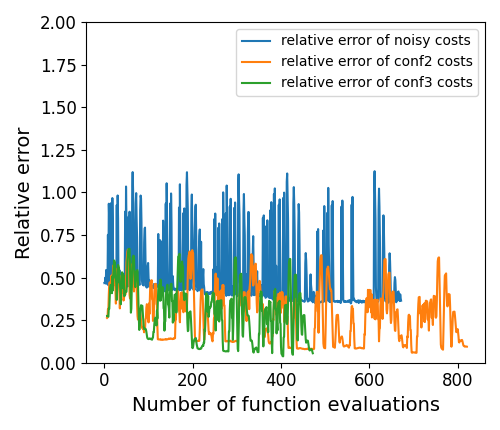 relative error of noisy costs
relative error of conf2 costs
relative error of conf3 costs
2.00
1.75
1.50
1.25
1.00
0.75
0.50
0.25
0.00
Relative error
0 200 400 600 800
Number of function evaluations